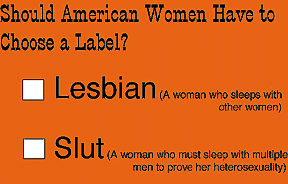 Should American Women Have to
Choose a Label?
Lesbian (A woman who sleeps with
other women)
Slut (A woman who must sleep with multiple
men to prove her heterosexuality)